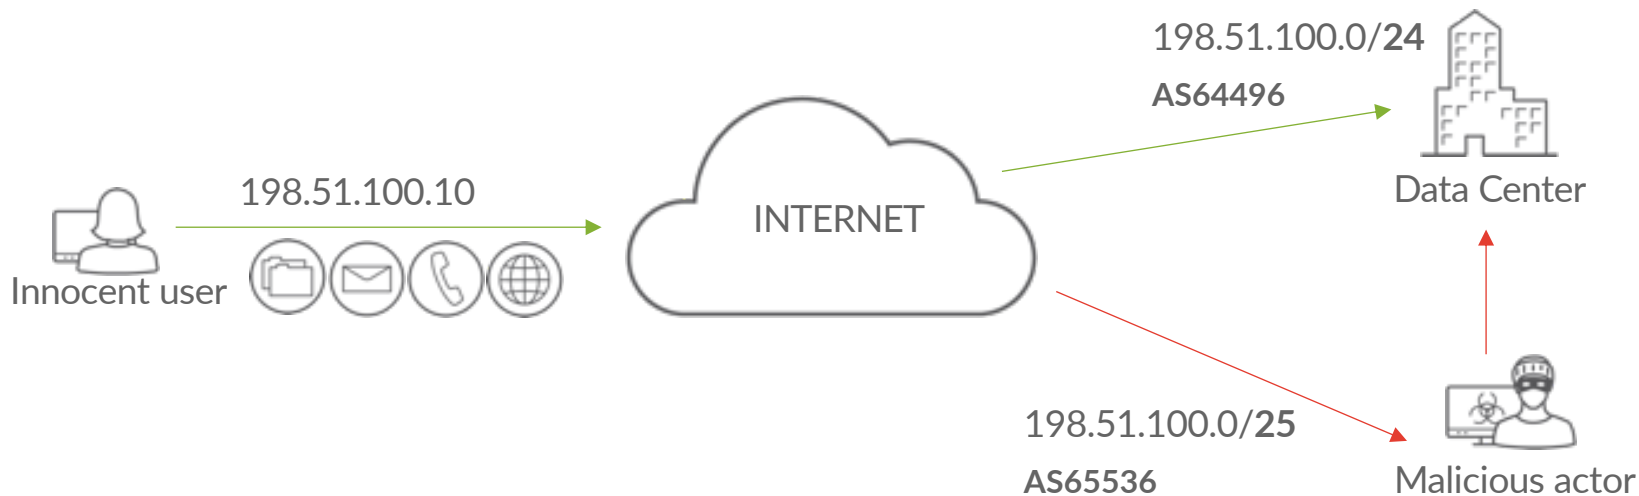 198.51.100.0/24
AS64496
Data Center
198.51.100.10
INTERNET
Innocent user
198.51.100.0/25
AS65536
Malicious actor